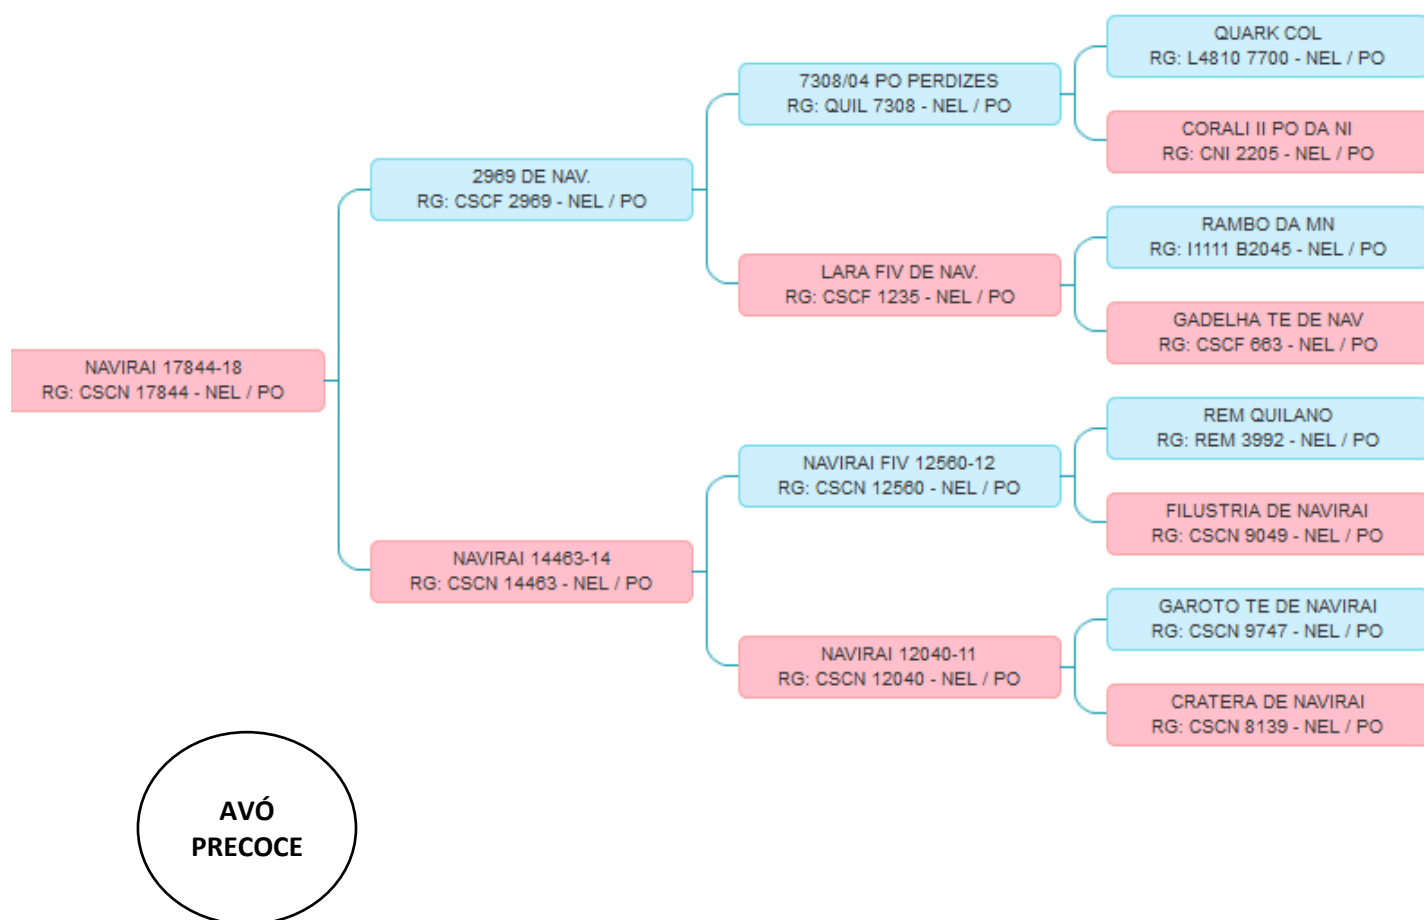 QUARK COL
RG: L4810 7700 - NEL / PO
7308/04 PO PERDIZES
RG: QUIL 7308 - NEL / PO
CORALI II PO DA NI
RG: CNI 2205 - NEL / PO
2969 DE NAV.
RG: CSCF 2969 - NEL / PO
RAMBO DA MN
RG: I1111 B2045 - NEL / PO
LARA FIV DE NAV.
RG: CSCF 1235 - NEL / PO
GADELHA TE DE NAV
RG: CSCF 663 - NEL / PO
NAVIRAI 17844-18
RG: CSCN 17844 - NEL / PO
REM QUILANO
RG: REM 3992 - NEL / PO
NAVIRAI FIV 12560-12
RG: CSCN 12560 - NEL / PO
FILUSTRIA DE NAVIRAI
RG: CSCN 9049 - NEL / PO
NAVIRAI 14463-14
RG: CSCN 14463 - NEL / PO
GAROTO TE DE NAVIRAI
RG: CSCN 9747 - NEL / PO
NAVIRAI 12040-11
RG: CSCN 12040 - NEL / PO
CRATERA DE NAVIRAI
RG: CSCN 8139 - NEL / PO
AVÓ
PRECOCE